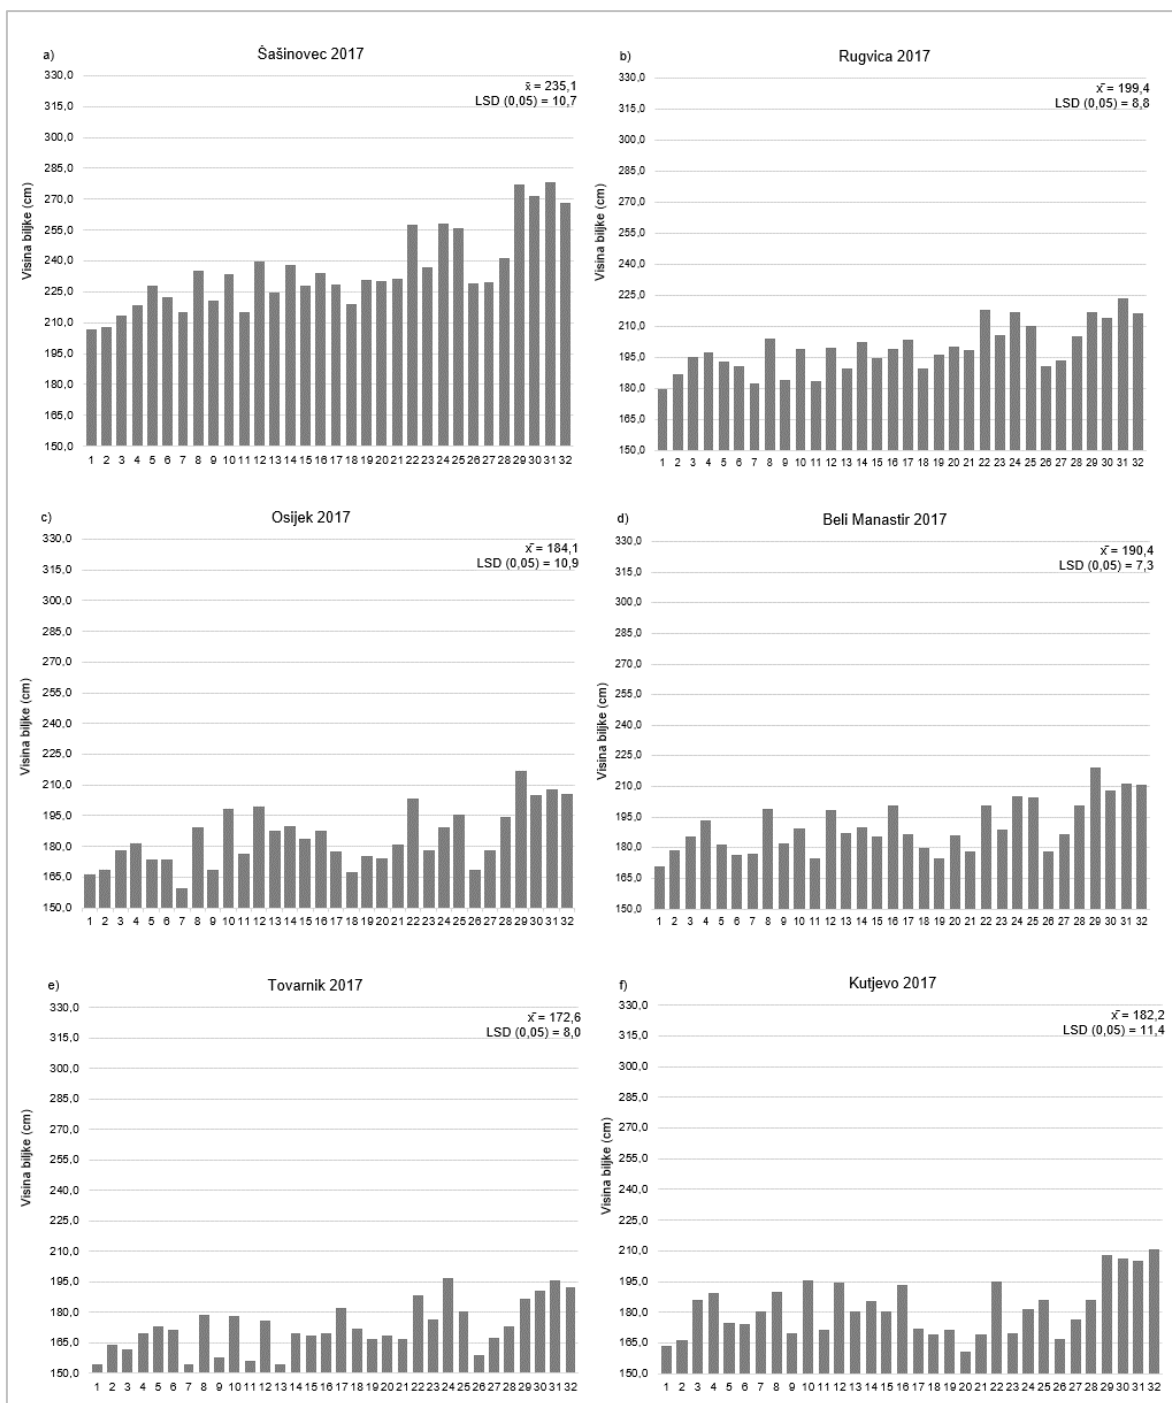 a)
Šašinovec 2017
x̄ = 235,1
LSD (0,05) = 10,7
Visina biljke (cm)
330,0
315,0
300,0
285,0
270,0
255,0
240,0
225,0
210,0
195,0
180,0
165,0
150,0
1 2 3 4 5 6 7 8 9 10 11 12 13 14 15 16 17 18 19 20 21 22 23 24 25 26 27 28 29 30 31 32
b)
Rugvica 2017
x̄ = 199,4
LSD (0,05) = 8,8
Visina biljke (cm)
330,0
315,0
300,0
285,0
270,0
255,0
240,0
225,0
210,0
195,0
180,0
165,0
150,0
1 2 3 4 5 6 7 8 9 10 11 12 13 14 15 16 17 18 19 20 21 22 23 24 25 26 27 28 29 30 31 32
c)
Osijek 2017
x̄ = 184,1
LSD (0,05) = 10,9
Visina biljke (cm)
330,0
315,0
300,0
285,0
270,0
255,0
240,0
225,0
210,0
195,0
180,0
165,0
150,0
1 2 3 4 5 6 7 8 9 10 11 12 13 14 15 16 17 18 19 20 21 22 23 24 25 26 27 28 29 30 31 32
d)
Beli Manastir 2017
x̄ = 190,4
LSD (0,05) = 7,3
Visina biljke (cm)
330,0
315,0
300,0
285,0
270,0
255,0
240,0
225,0
210,0
195,0
180,0
165,0
150,0
1 2 3 4 5 6 7 8 9 10 11 12 13 14 15 16 17 18 19 20 21 22 23 24 25 26 27 28 29 30 31 32
e)
Tovarnik 2017
x̄ = 172,6
LSD (0,05) = 8,0
Visina biljke (cm)
330,0
315,0
300,0
285,0
270,0
255,0
240,0
225,0
210,0
195,0
180,0
165,0
150,0
1 2 3 4 5 6 7 8 9 10 11 12 13 14 15 16 17 18 19 20 21 22 23 24 25 26 27 28 29 30 31 32
f)
Kutjevo 2017
x̄ = 182,2
LSD (0,05) = 11,4
Visina biljke (cm)
330,0
315,0
300,0
285,0
270,0
255,0
240,0
225,0
210,0
195,0
180,0
165,0
150,0
1 2 3 4 5 6 7 8 9 10 11 12 13 14 15 16 17 18 19 20 21 22 23 24 25 26 27 28 29 30 31 32